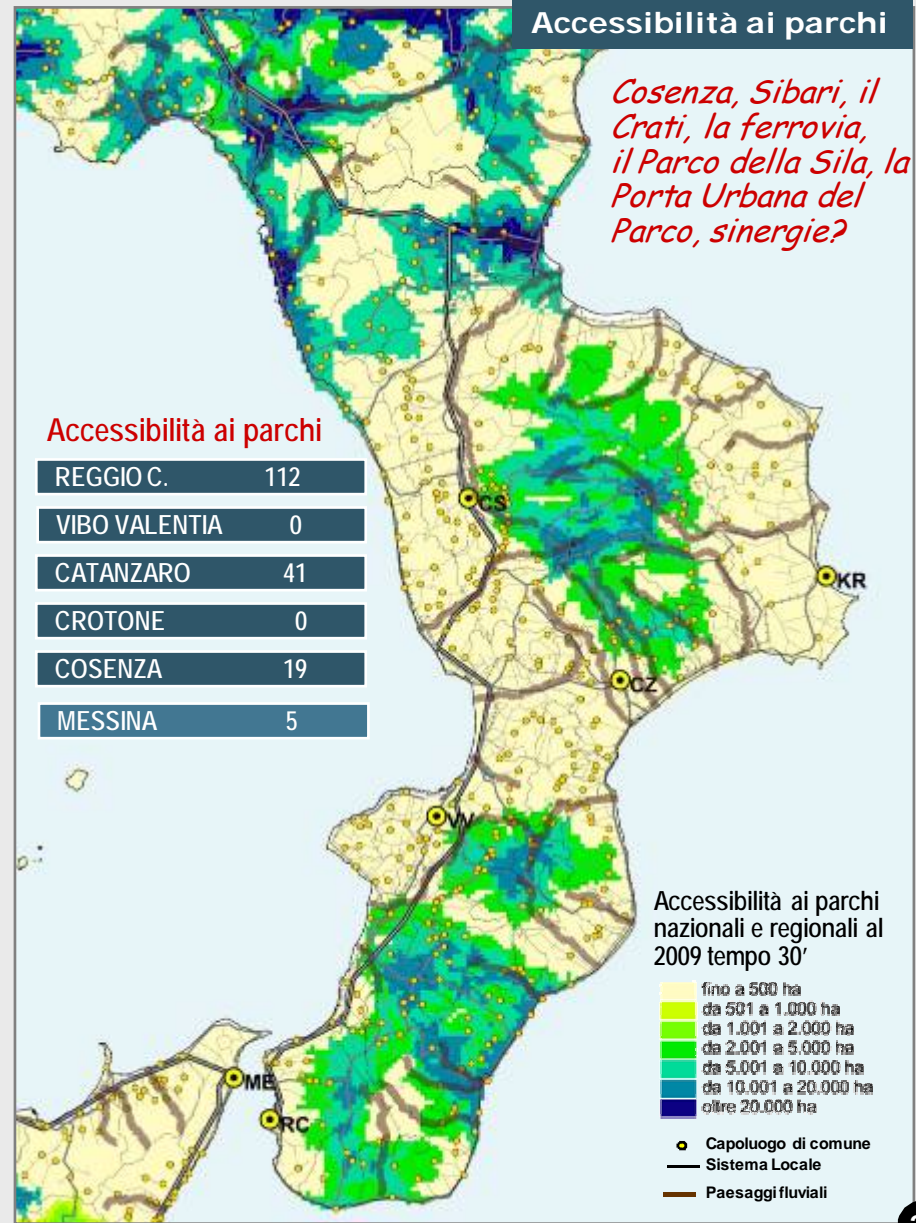 Accessibilità ai parchi
Cosenza, Sibari, il
Crati, la ferrovia,
il Parco della Sila, la
Porta Urbana del
Parco, sinergie?
Accessibilità ai parchi
REGGIO C. 112
VIBO VALENTIA 0
CATANZARO 41
CROTONE 0
COSENZA 19
MESSINA 5
CS
KR
CZ
VV
ME
RC
Accessibilità ai parchi
nazionali e regionali al
2009 tempo 30'
fino a 500 ha
da 501 a 1.000 ha
da 1.001 a 2.000 ha
da 2.001 a 5.000 ha
da 5.001 a 10.000 ha
da 10.001 a 20.000 ha
oltre 20.000 ha
Capoluogo di comune
Sistema Locale
Paesaggi fluviali